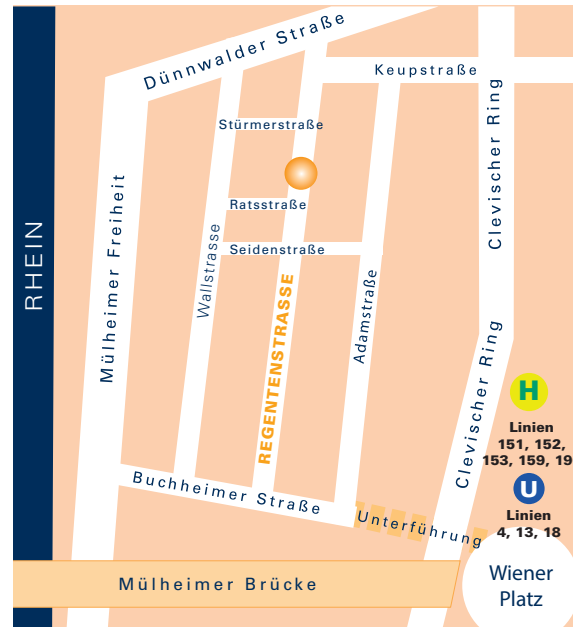 Dünnwalder Straße
Keupstraße
Stürmerstraße
Clevischer Ring
Mülheimer Freiheit
Ratsstraße
RHEIN
Wallstrasse
Seidenstraße
REGENTENSTRASSE
Adamstraße
Clevischer Ring
H
Linien
151, 152,
153, 159, 19
U
Linien
4, 13, 18
Buchheimer Straße
Unterführung
Mülheimer Brücke
Wiener
Platz